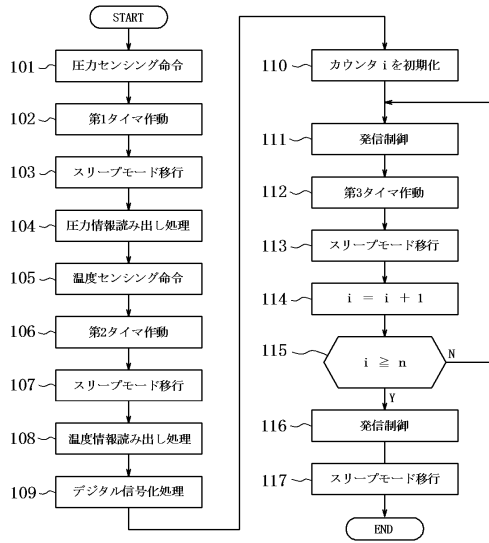 START
101 圧力センシング命令
102 第1タイマ作動
103 スリープモード移行
104 圧力情報読み出し処理
105 温度センシング命令
106 第2タイマ作動
107 スリープモード移行
108 温度情報読み出し処理
109 デジタル信号化処理
110 カウンタiを初期化
111 発信制御
112 第3タイマ作動
113 スリープモード移行
114 i = i + 1
115 i ≧ n
N
Y
116 発信制御
117 スリープモード移行
END